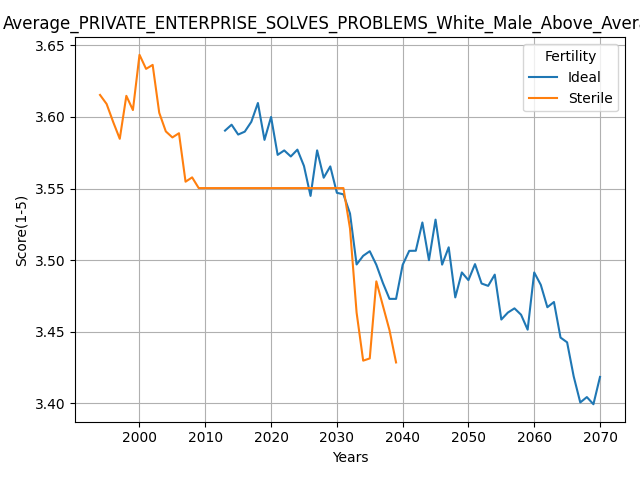 Average_PRIVATE_ENTERPRISE_SOLVES_PROBLEMS_White_Male_Above_Aver
Fertility
Ideal
Sterile
3.65
3.60
3.55
3.50
3.45
3.40
Score(1-5)
2000 2010 2020 2030 2040 2050 2060 2070
Years